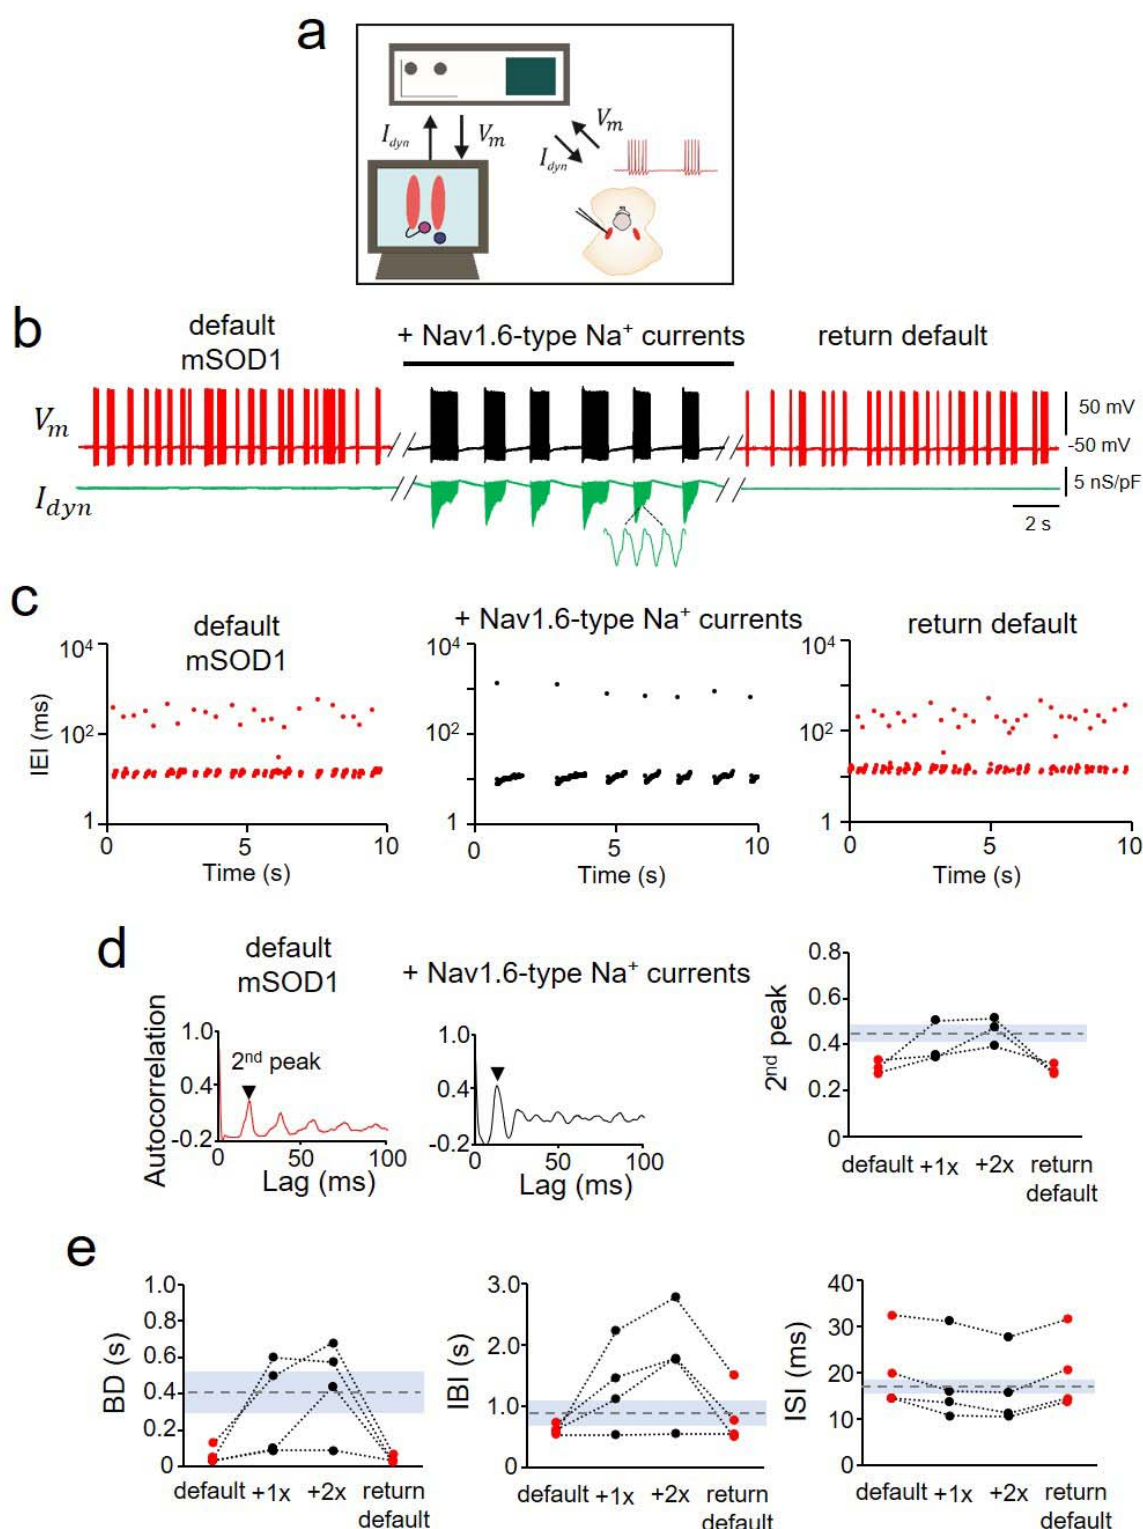 a
I_dyn
V_m
V_m
I_dyn
b
default
mSOD1
+ Nav1.6-type Na⁺ currents
return default
V_m
50 mV
-50 mV
I_dyn
5 nS/pF
2 s
c
default
mSOD1
+ Nav1.6-type Na⁺ currents
return default
IEI (ms)
10⁴
10²
1
0 5 10
Time (s)
10⁴
10²
1
0 5 10
Time (s)
10⁴
10²
1
0 5 10
Time (s)
d
default
mSOD1
+ Nav1.6-type Na⁺ currents
Autocorrelation
1.0
0.4
-0.2
2ⁿᵈ peak
0 50 100
Lag (ms)
1.0
0.4
-0.2
0 50 100
Lag (ms)
2ⁿᵈ peak
0.8
0.6
0.4
0.2
0
default +1x +2x return
default
e
BD (s)
1.0
0.8
0.6
0.4
0.2
0
default +1x +2x return
default
IBI (s)
3.0
2.0
1.0
0
default +1x +2x return
default
ISI (ms)
40
30
20
10
0
default +1x +2x return
default